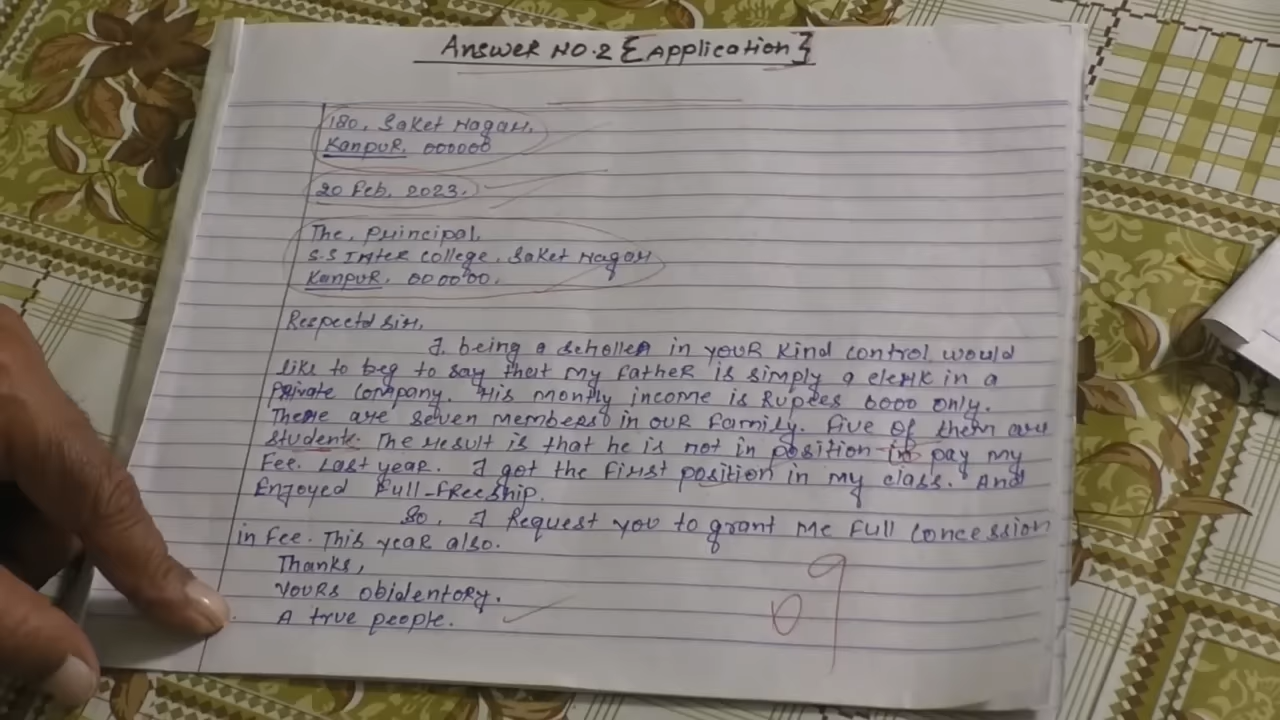 Answer NO.2 {Application}
180, Saket Nagar,
Kanpur, 000000
20 Feb, 2023.
The, Principal,
S.S Inter college, Saket Nagar
Kanpur, 000000.
Respectd Sir,
I, being a schollar in your kind control would
like to beg to say that my father is simply a clerk in a
Private company. His montly income is Rupees 6000 only.
There are seven members in our family. Five of them are
students. The result is that he is not in position in pay my
Fee. Last year. I got the first position in my class. And
Enjoyed Full-freeship.
So, I Request you to grant me full concession
in fee. This year also.
Thanks,
Yours obidentory.
A true people.
09